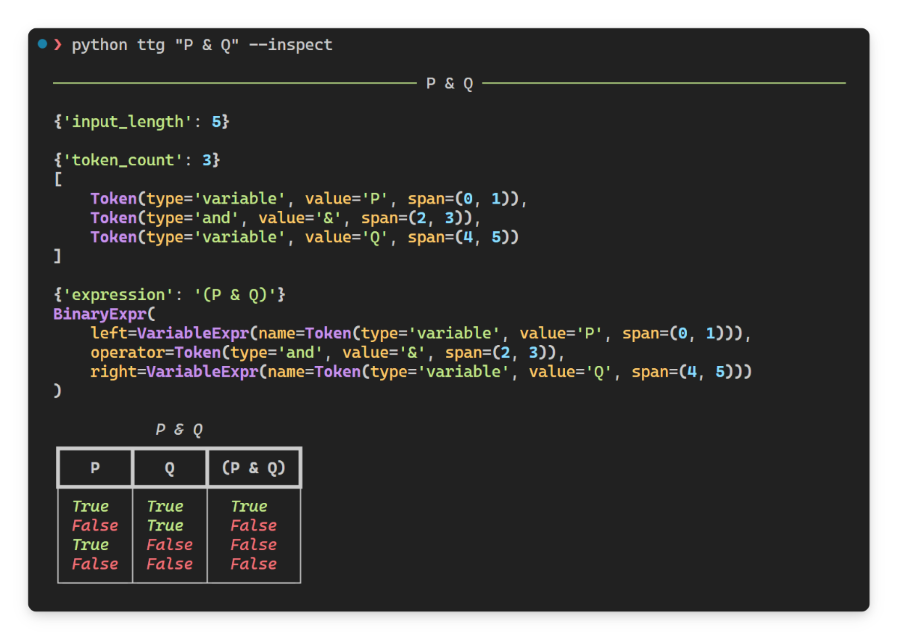 ❯ python ttg "P & Q" --inspect
P & Q
{'input_length': 5}
{'token_count': 3}
[
    Token(type='variable', value='P', span=(0, 1)),
    Token(type='and', value='&', span=(2, 3)),
    Token(type='variable', value='Q', span=(4, 5))
]
{'expression': '(P & Q)'}
BinaryExpr(
    left=VariableExpr(name=Token(type='variable', value='P', span=(0, 1))),
    operator=Token(type='and', value='&', span=(2, 3)),
    right=VariableExpr(name=Token(type='variable', value='Q', span=(4, 5)))
)
P & Q
P Q (P & Q)
True True True
False True False
True False False
False False False